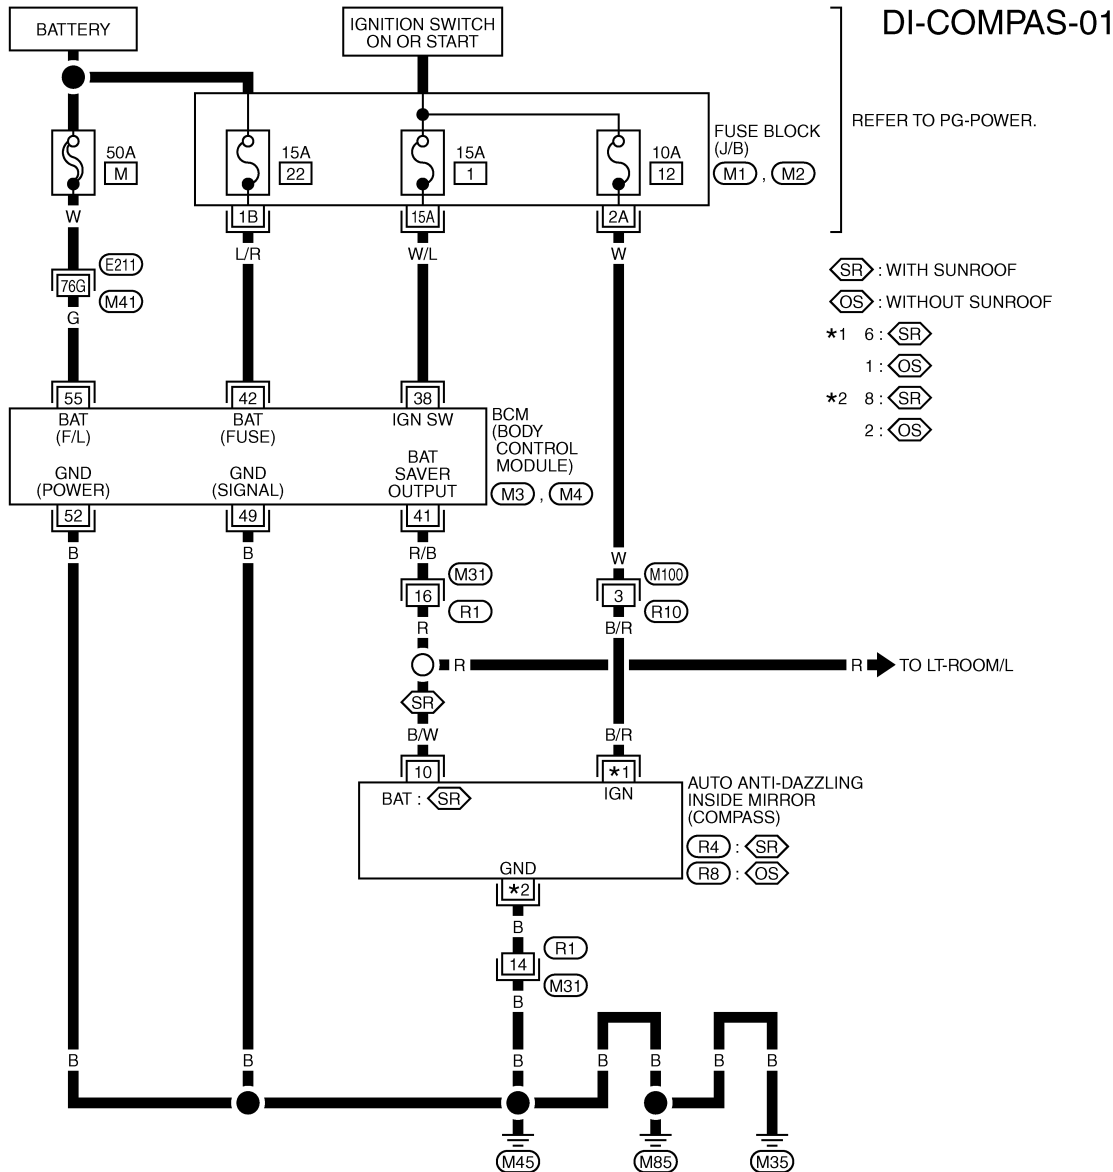 DI-COMPAS-01
BATTERY
IGNITION SWITCH
ON OR START
REFER TO PG-POWER.
FUSE BLOCK
(J/B)
M1 , M2
50A
M
15A
22
15A
1
10A
12
W
1B
15A
2A
L/R
W/L
W
76G
E211
M41
G
SR : WITH SUNROOF
OS : WITHOUT SUNROOF
*1 6 : SR
1 : OS
*2 8 : SR
2 : OS
55
42
38
BAT
(F/L)
BAT
(FUSE)
IGN SW
BCM
(BODY
CONTROL
MODULE)
M3 , M4
GND
(POWER)
GND
(SIGNAL)
BAT
SAVER
OUTPUT
52
49
41
B
B
R/B
W
16
M31
R1
3
M100
R10
R
B/R
R
R
TO LT-ROOM/L
SR
B/W
B/R
10
*1
BAT : SR
IGN
AUTO ANTI-DAZZLING
INSIDE MIRROR
(COMPASS)
R4 : SR
R8 : OS
GND
*2
B
14
R1
M31
B
B
B
B
B
B
B
B
M45
M85
M35